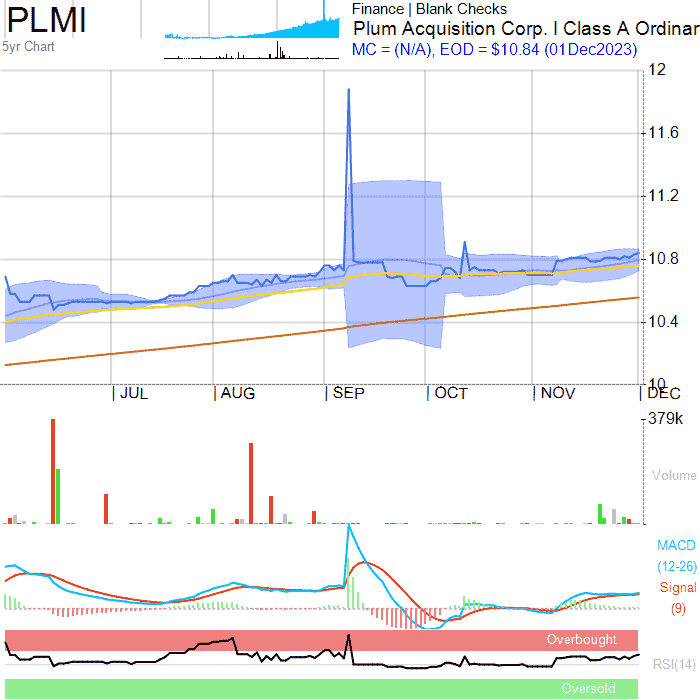 PLMI
5yr Chart
Finance | Blank Checks
Plum Acquisition Corp. I Class A Ordinar
MC = (N/A), EOD = $10.84 (01Dec2023)
12
11.6
11.2
10.8
10.4
10
JUL AUG SEP OCT NOV DEC
379k
Volume
MACD
(12-26)
Signal
(9)
Overbought
RSI(14)
Oversold